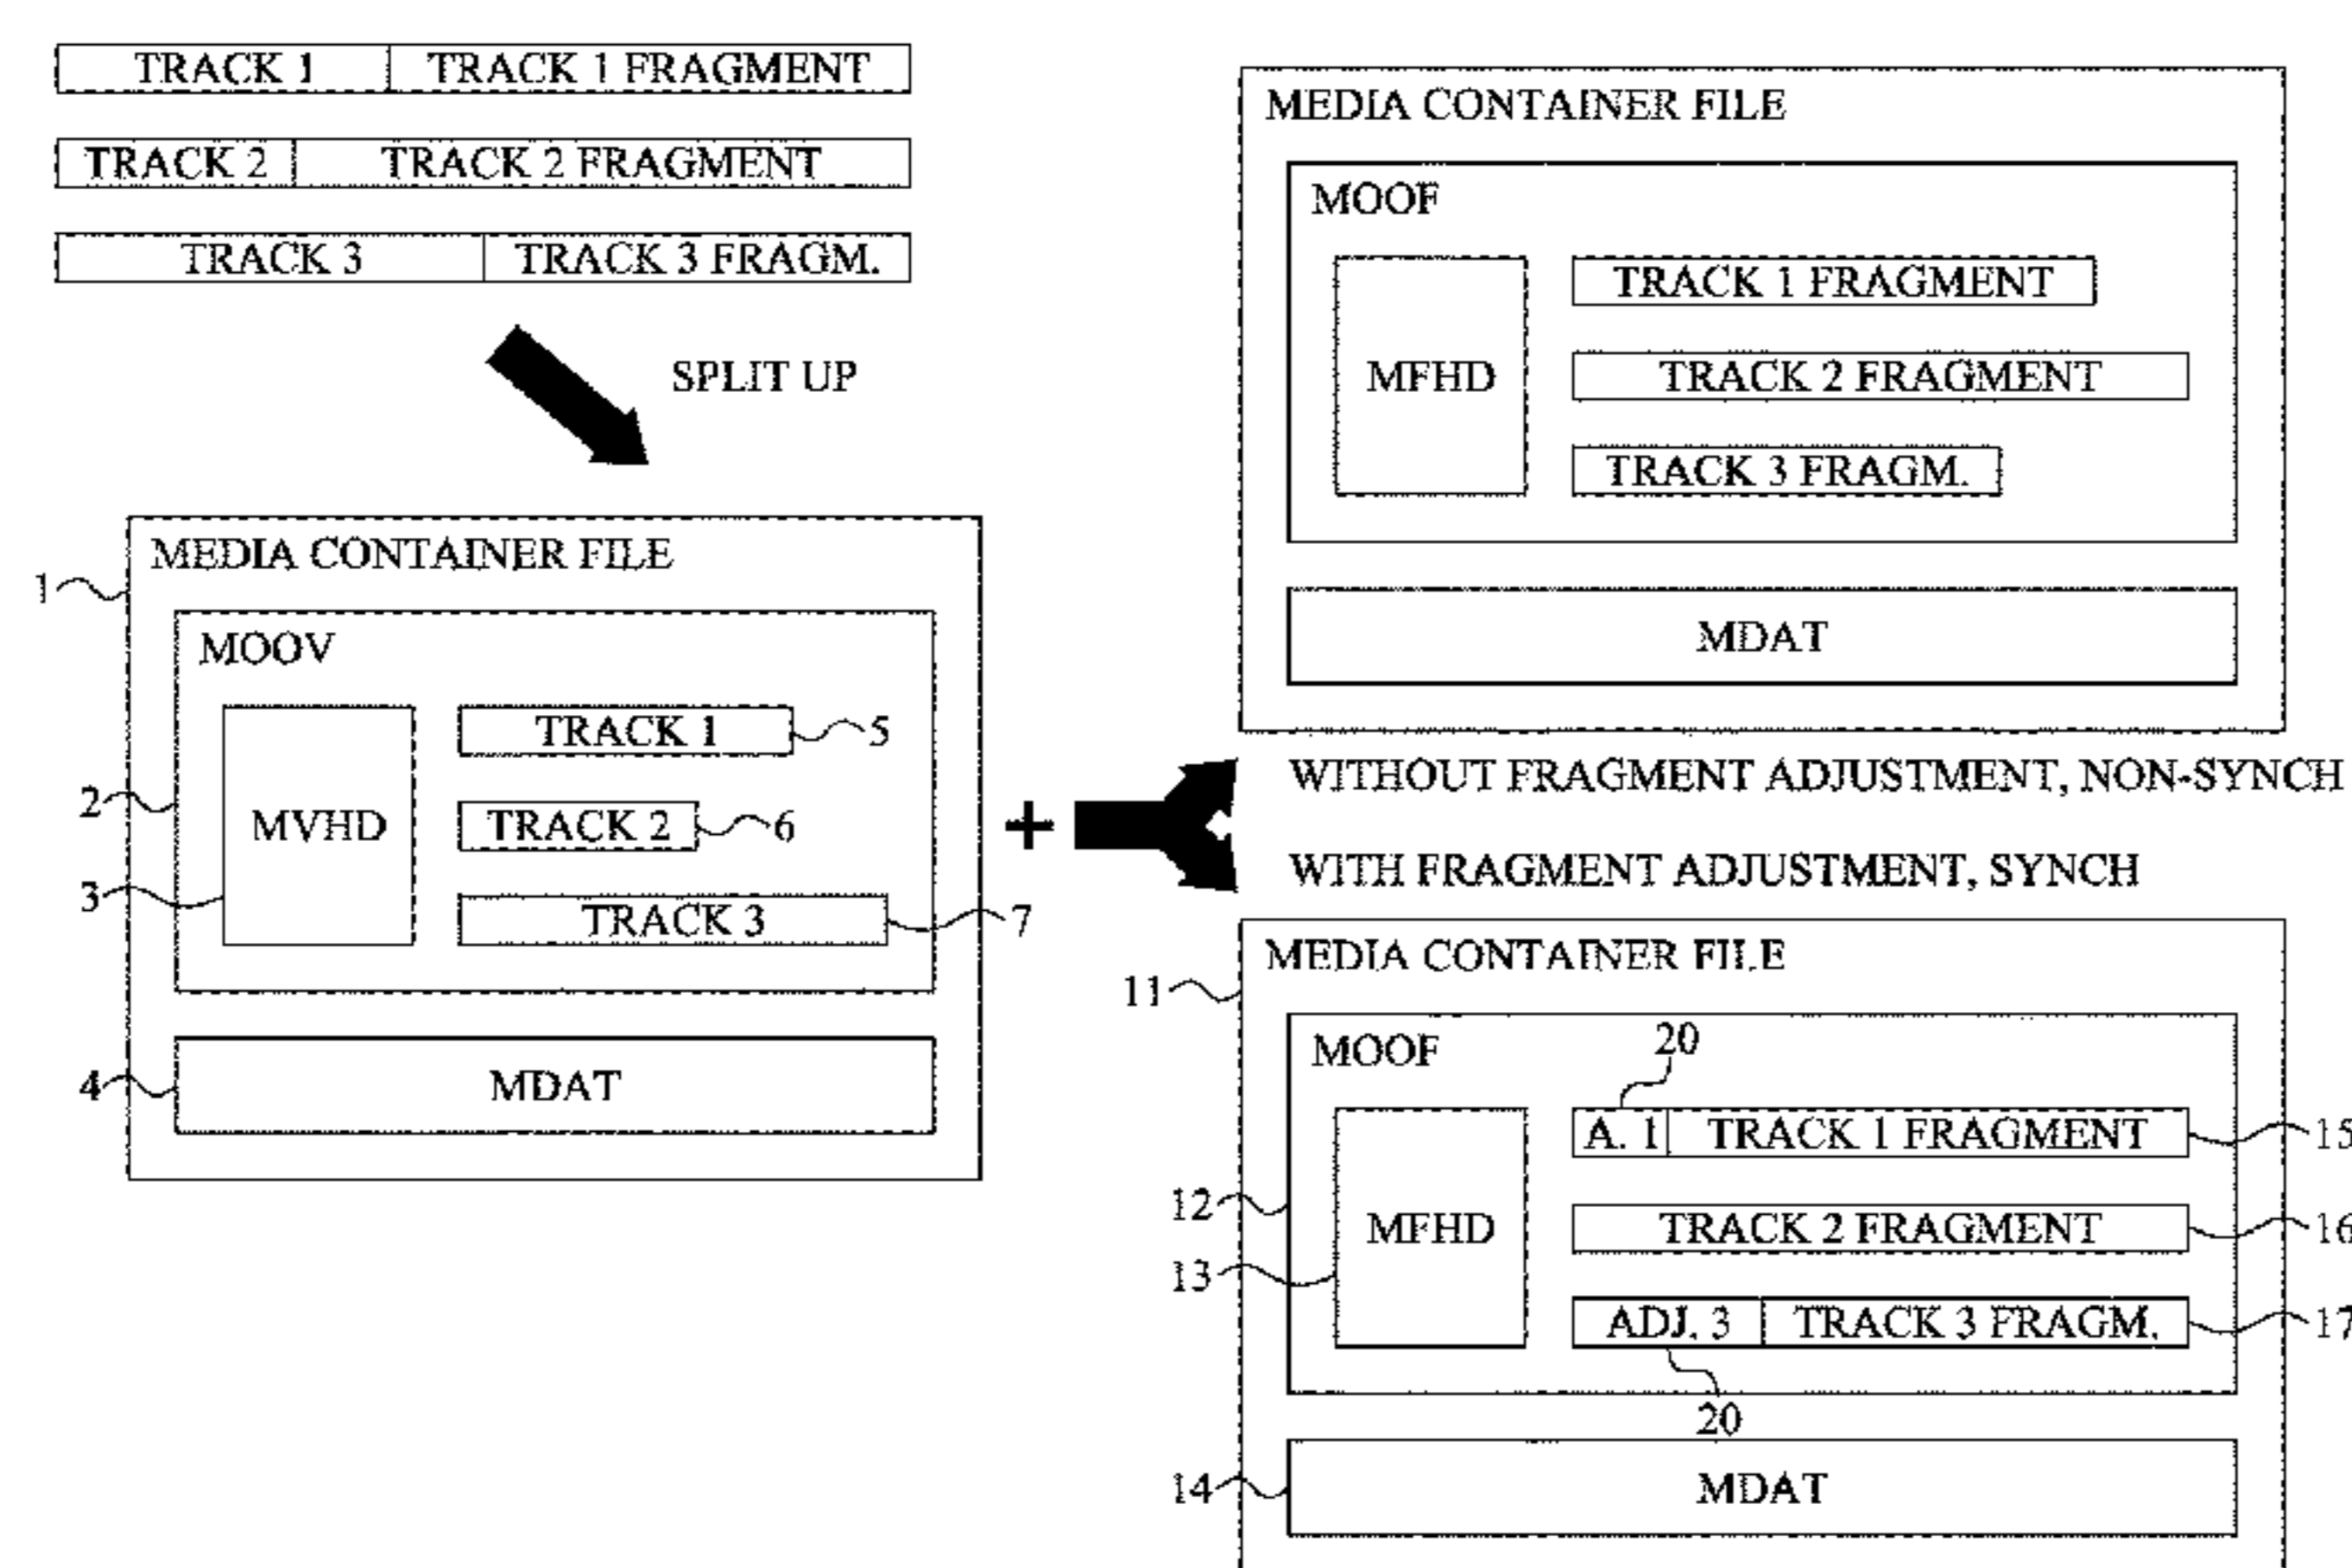 TRACK 1 TRACK 1 FRAGMENT
TRACK 2 TRACK 2 FRAGMENT
TRACK 3 TRACK 3 FRAGM.
SPLIT UP
MEDIA CONTAINER FILE
1
MOOV
2
MVHD
3
TRACK 1
5
TRACK 2
6
TRACK 3
7
4
MDAT
+
MEDIA CONTAINER FILE
MOOF
MFHD
TRACK 1 FRAGMENT
TRACK 2 FRAGMENT
TRACK 3 FRAGM.
MDAT
WITHOUT FRAGMENT ADJUSTMENT, NON-SYNCH
WITH FRAGMENT ADJUSTMENT, SYNCH
MEDIA CONTAINER FILE
11
MOOF
20
12
MFHD
13
A. 1 TRACK 1 FRAGMENT
15
TRACK 2 FRAGMENT
16
ADJ. 3 TRACK 3 FRAGM.
17
20
14
MDAT